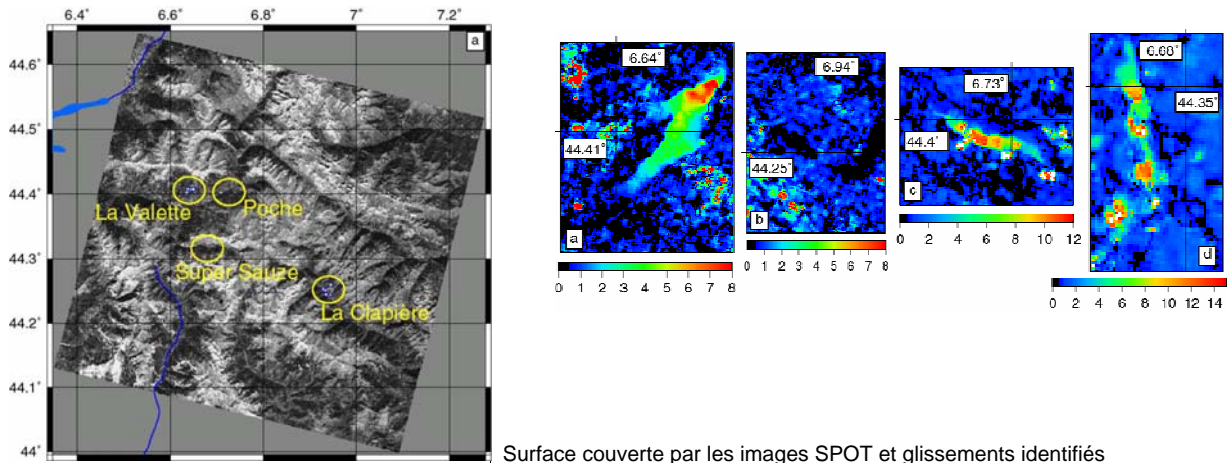 6.4˚ 6.6˚ 6.8˚ 7˚ 7.2˚
a
44.6˚
44.5˚
44.4˚
44.3˚
44.2˚
44.1˚
44˚
La Valette
Poche
Super Sauze
La Clapière
6.64˚
44.41˚
a
0 1 2 3 4 5 6 7 8
6.94˚
44.25˚
b
0 1 2 3 4 5 6 7 8
6.73˚
44.4˚
c
0 2 4 6 8 10 12
6.68˚
44.35˚
d
0 2 4 6 8 10 12 14
Surface couverte par les images SPOT et glissements identifiés